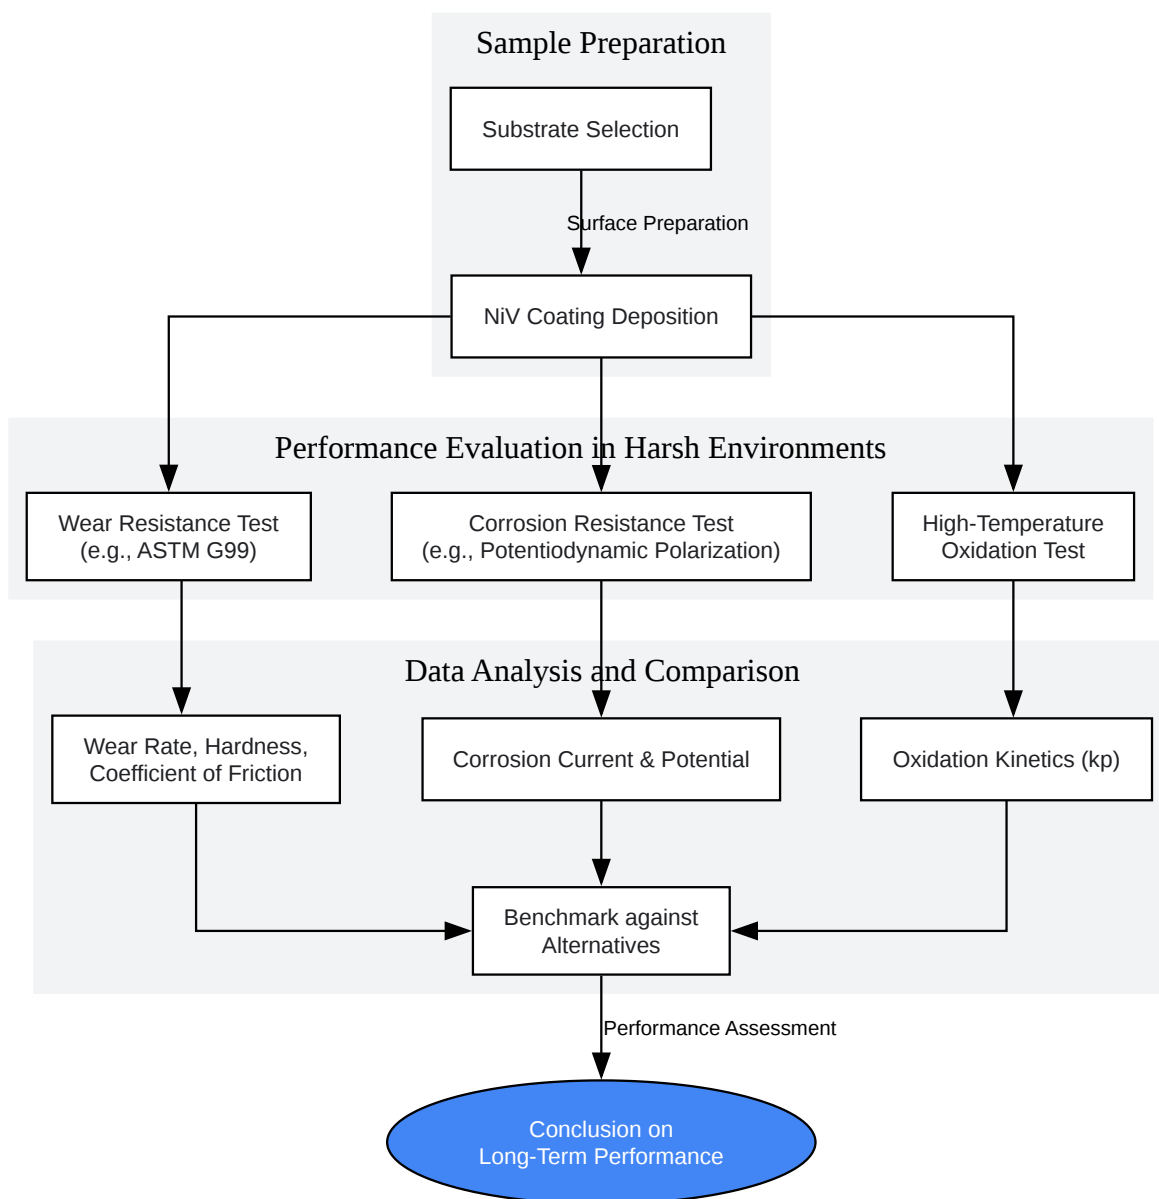 Sample Preparation
Substrate Selection
Surface Preparation
NiV Coating Deposition
Performance Evaluation in Harsh Environments
Wear Resistance Test
(e.g., ASTM G99)
Corrosion Resistance Test
(e.g., Potentiodynamic Polarization)
High-Temperature
Oxidation Test
Data Analysis and Comparison
Wear Rate, Hardness,
Coefficient of Friction
Corrosion Current & Potential
Oxidation Kinetics (kp)
Benchmark against
Alternatives
Performance Assessment
Conclusion on
Long-Term Performance